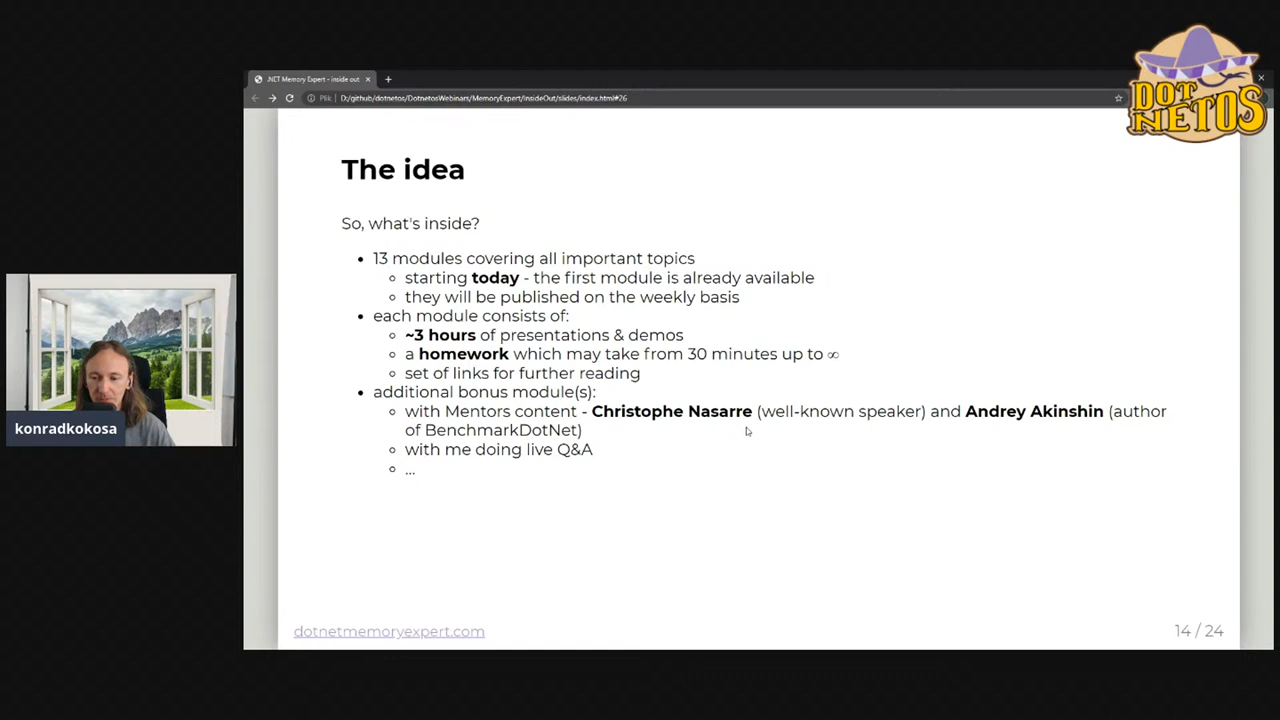 DOT
NETOS
.NET Memory Expert - inside out
Plik
D:/github/dotnetos/DotnetosWebinars/MemoryExpert/InsideOut/slides/index.html#26
The idea
So, what's inside?
• 13 modules covering all important topics
◦ starting today - the first module is already available
◦ they will be published on the weekly basis
• each module consists of:
◦ ~3 hours of presentations & demos
◦ a homework which may take from 30 minutes up to ∞
◦ set of links for further reading
• additional bonus module(s):
◦ with Mentors content - Christophe Nasarre (well-known speaker) and Andrey Akinshin (author
of BenchmarkDotNet)
◦ with me doing live Q&A
◦ ...
konradkokosa
dotnetmemoryexpert.com
14 / 24